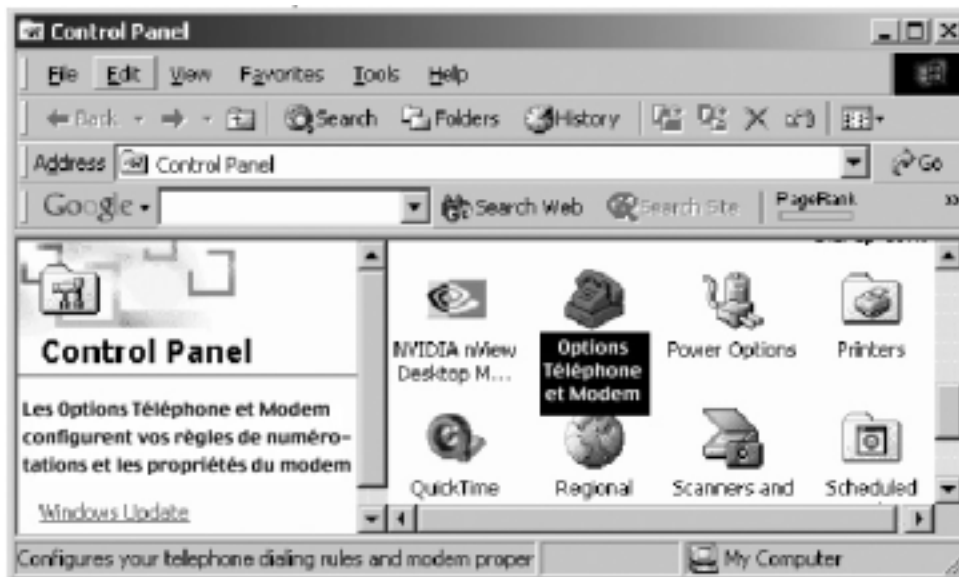 Control Panel
File Edit View Favorites Tools Help
Back Search Folders History
Address Control Panel Go
Google Search Web Search Site PageRank »
Control Panel
Les Options Téléphone et Modem
configurent vos règles de numéro-
tations et les propriétés du modem
Windows Update
NVIDIA nView
Desktop M...
Options
Téléphone
et Modem
Power Options
Printers
QuickTime
Regional
Scanners and
Scheduled
Configures your telephone dialing rules and modem proper
My Computer